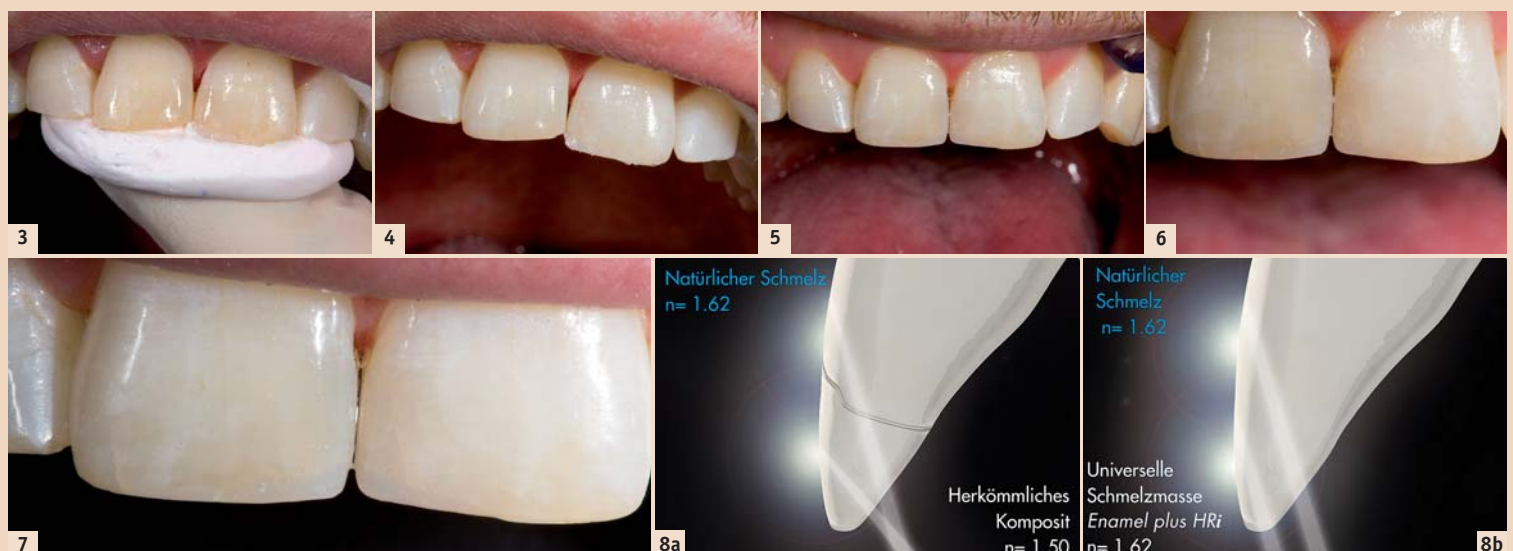 3
4
5
6
7
Natürlicher Schmelz
n= 1.62
Herkömmliches
Komposit
n= 1.50
8a
Natürlicher
Schmelz
n= 1.62
Universelle
Schmelzmasse
Enamel plus HRi
n= 1.62
8b